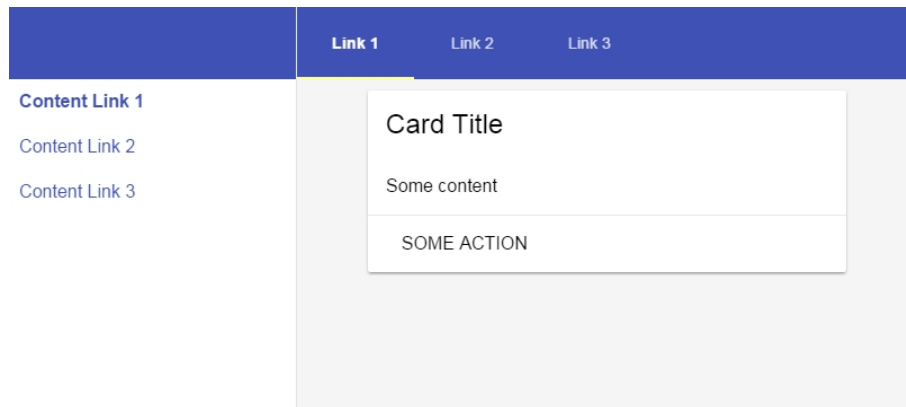 Link 1 Link 2 Link 3
Content Link 1
Content Link 2
Content Link 3
Card Title
Some content
SOME ACTION